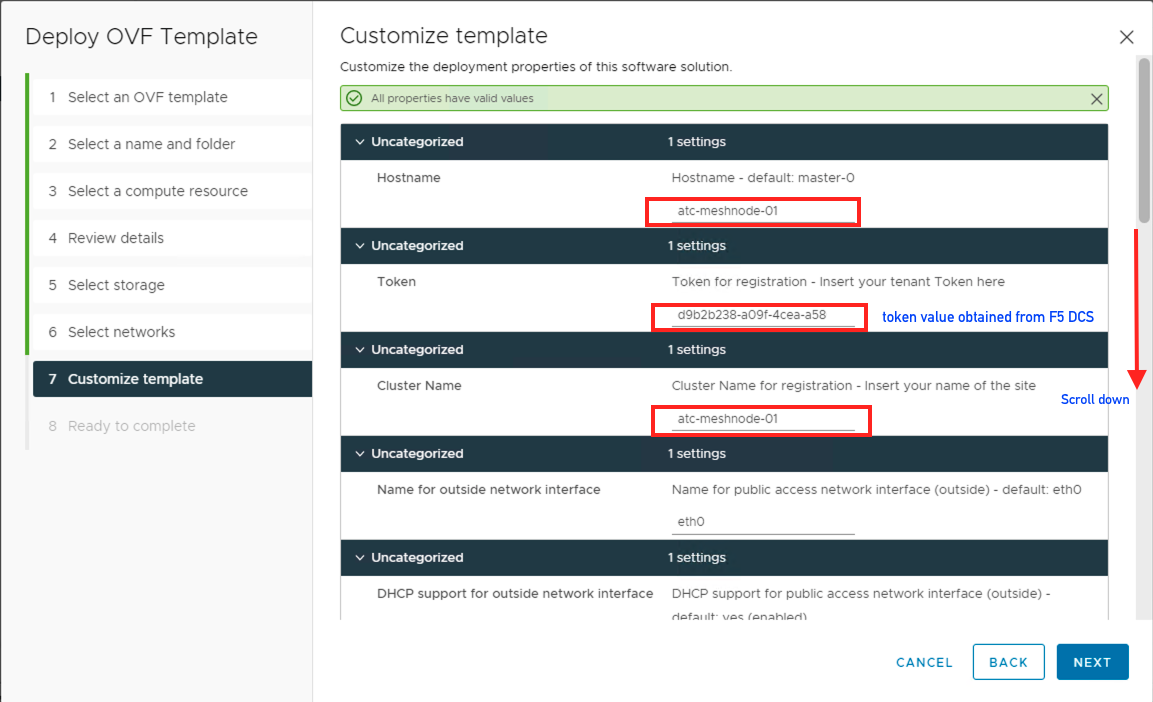 Deploy OVF Template
1 Select an OVF template
2 Select a name and folder
3 Select a compute resource
4 Review details
5 Select storage
6 Select networks
7 Customize template
8 Ready to complete
Customize template
Customize the deployment properties of this software solution.
All properties have valid values
Uncategorized 1 settings
Hostname Hostname - default: master-0
atc-meshnode-01
Uncategorized 1 settings
Token Token for registration - Insert your tenant Token here
d9b2b238-a09f-4cea-a58 token value obtained from F5 DCS
Uncategorized 1 settings
Cluster Name Cluster Name for registration - Insert your name of the site
Scroll down
atc-meshnode-01
Uncategorized 1 settings
Name for outside network interface Name for public access network interface (outside) - default: eth0
eth0
Uncategorized 1 settings
DHCP support for outside network interface DHCP support for public access network interface (outside) -
default: yes (enabled)
CANCEL BACK NEXT